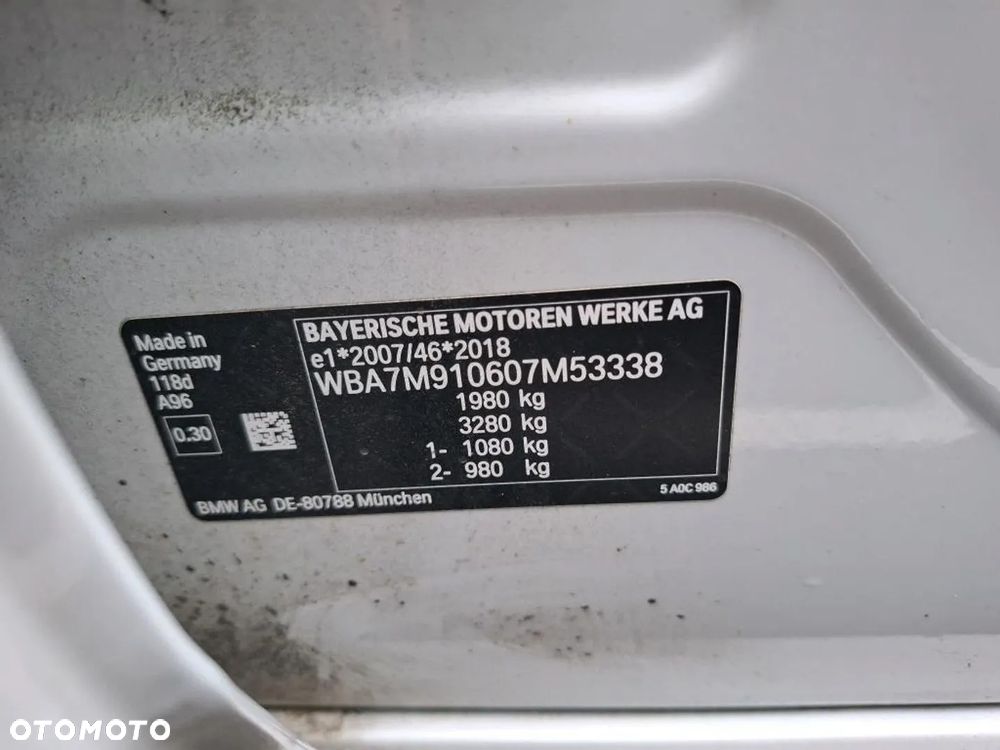 BAYERISCHE MOTOREN WERKE AG
e1*2007/46*2018
WBA7M910607M53338
1980 kg
3280 kg
1- 1080 kg
2- 980 kg
Made in
Germany
118d
A96
0.30
BMW AG DE-80788 München
5 A0C 986
OTOMOTO